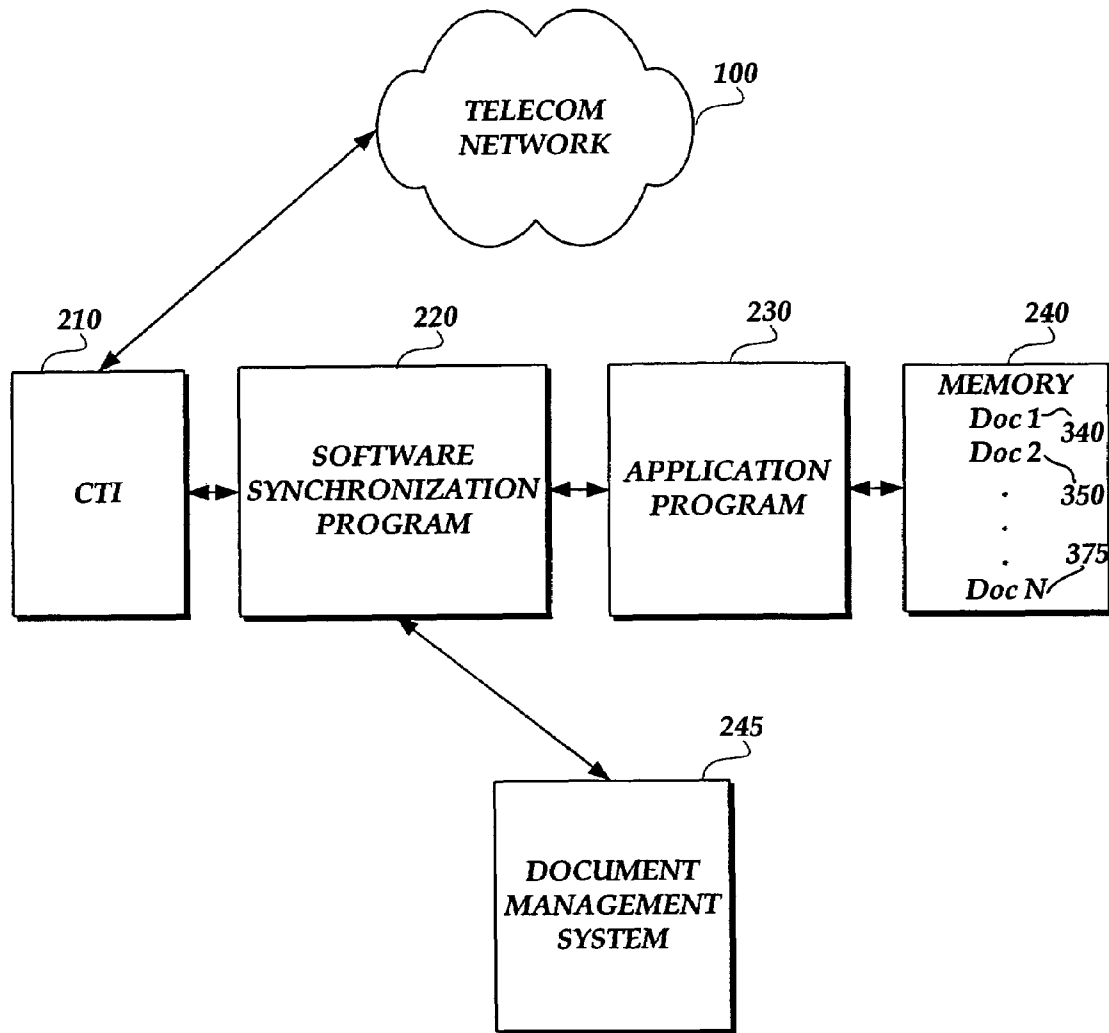 100
TELECOM
NETWORK
210
220
230
240
CTI
SOFTWARE
SYNCHRONIZATION
PROGRAM
APPLICATION
PROGRAM
MEMORY
Doc 1
340
Doc 2
350
.
.
.
375
Doc N
245
DOCUMENT
MANAGEMENT
SYSTEM